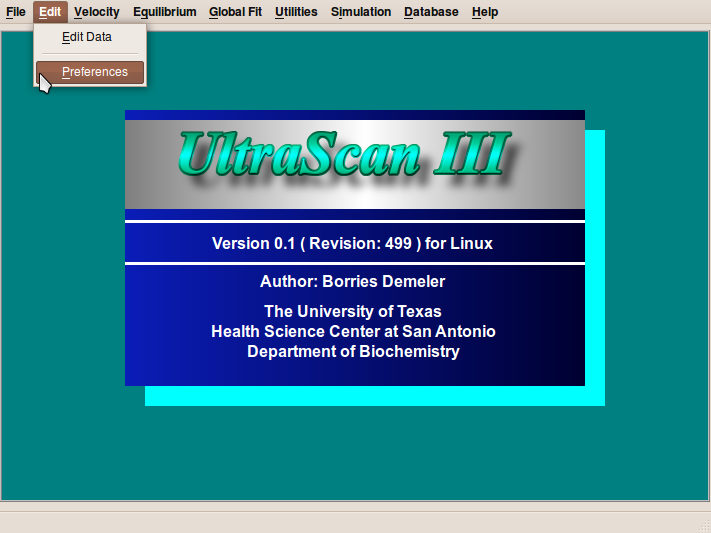 File Edit Velocity Equilibrium Global Fit Utilities Simulation Database Help
Edit Data
Preferences
UltraScan III
Version 0.1 ( Revision: 499 ) for Linux
Author: Borries Demeler
The University of Texas
Health Science Center at San Antonio
Department of Biochemistry